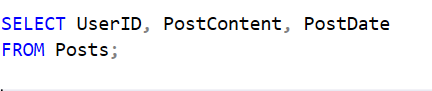 SELECT UserID, PostContent, PostDate
FROM Posts;